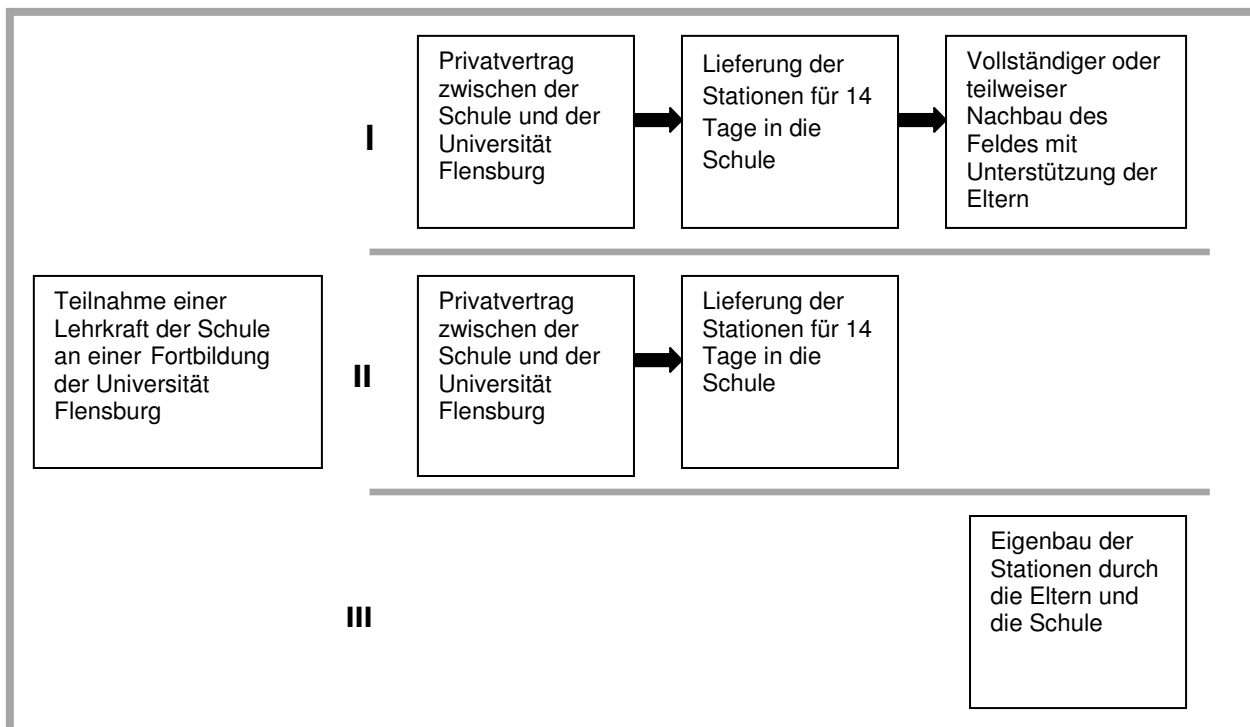 Privatvertrag
zwischen der
Schule und der
Universität
Flensburg
Lieferung der
Stationen für 14
Tage in die
Schule
Vollständiger oder
teilweiser
Nachbau des
Feldes mit
Unterstützung der
Eltern
I
Teilnahme einer
Lehrkraft der Schule
an einer Fortbildung
der Universität
Flensburg
II
Privatvertrag
zwischen der
Schule und der
Universität
Flensburg
Lieferung der
Stationen für 14
Tage in die
Schule
III
Eigenbau der
Stationen durch
die Eltern und
die Schule